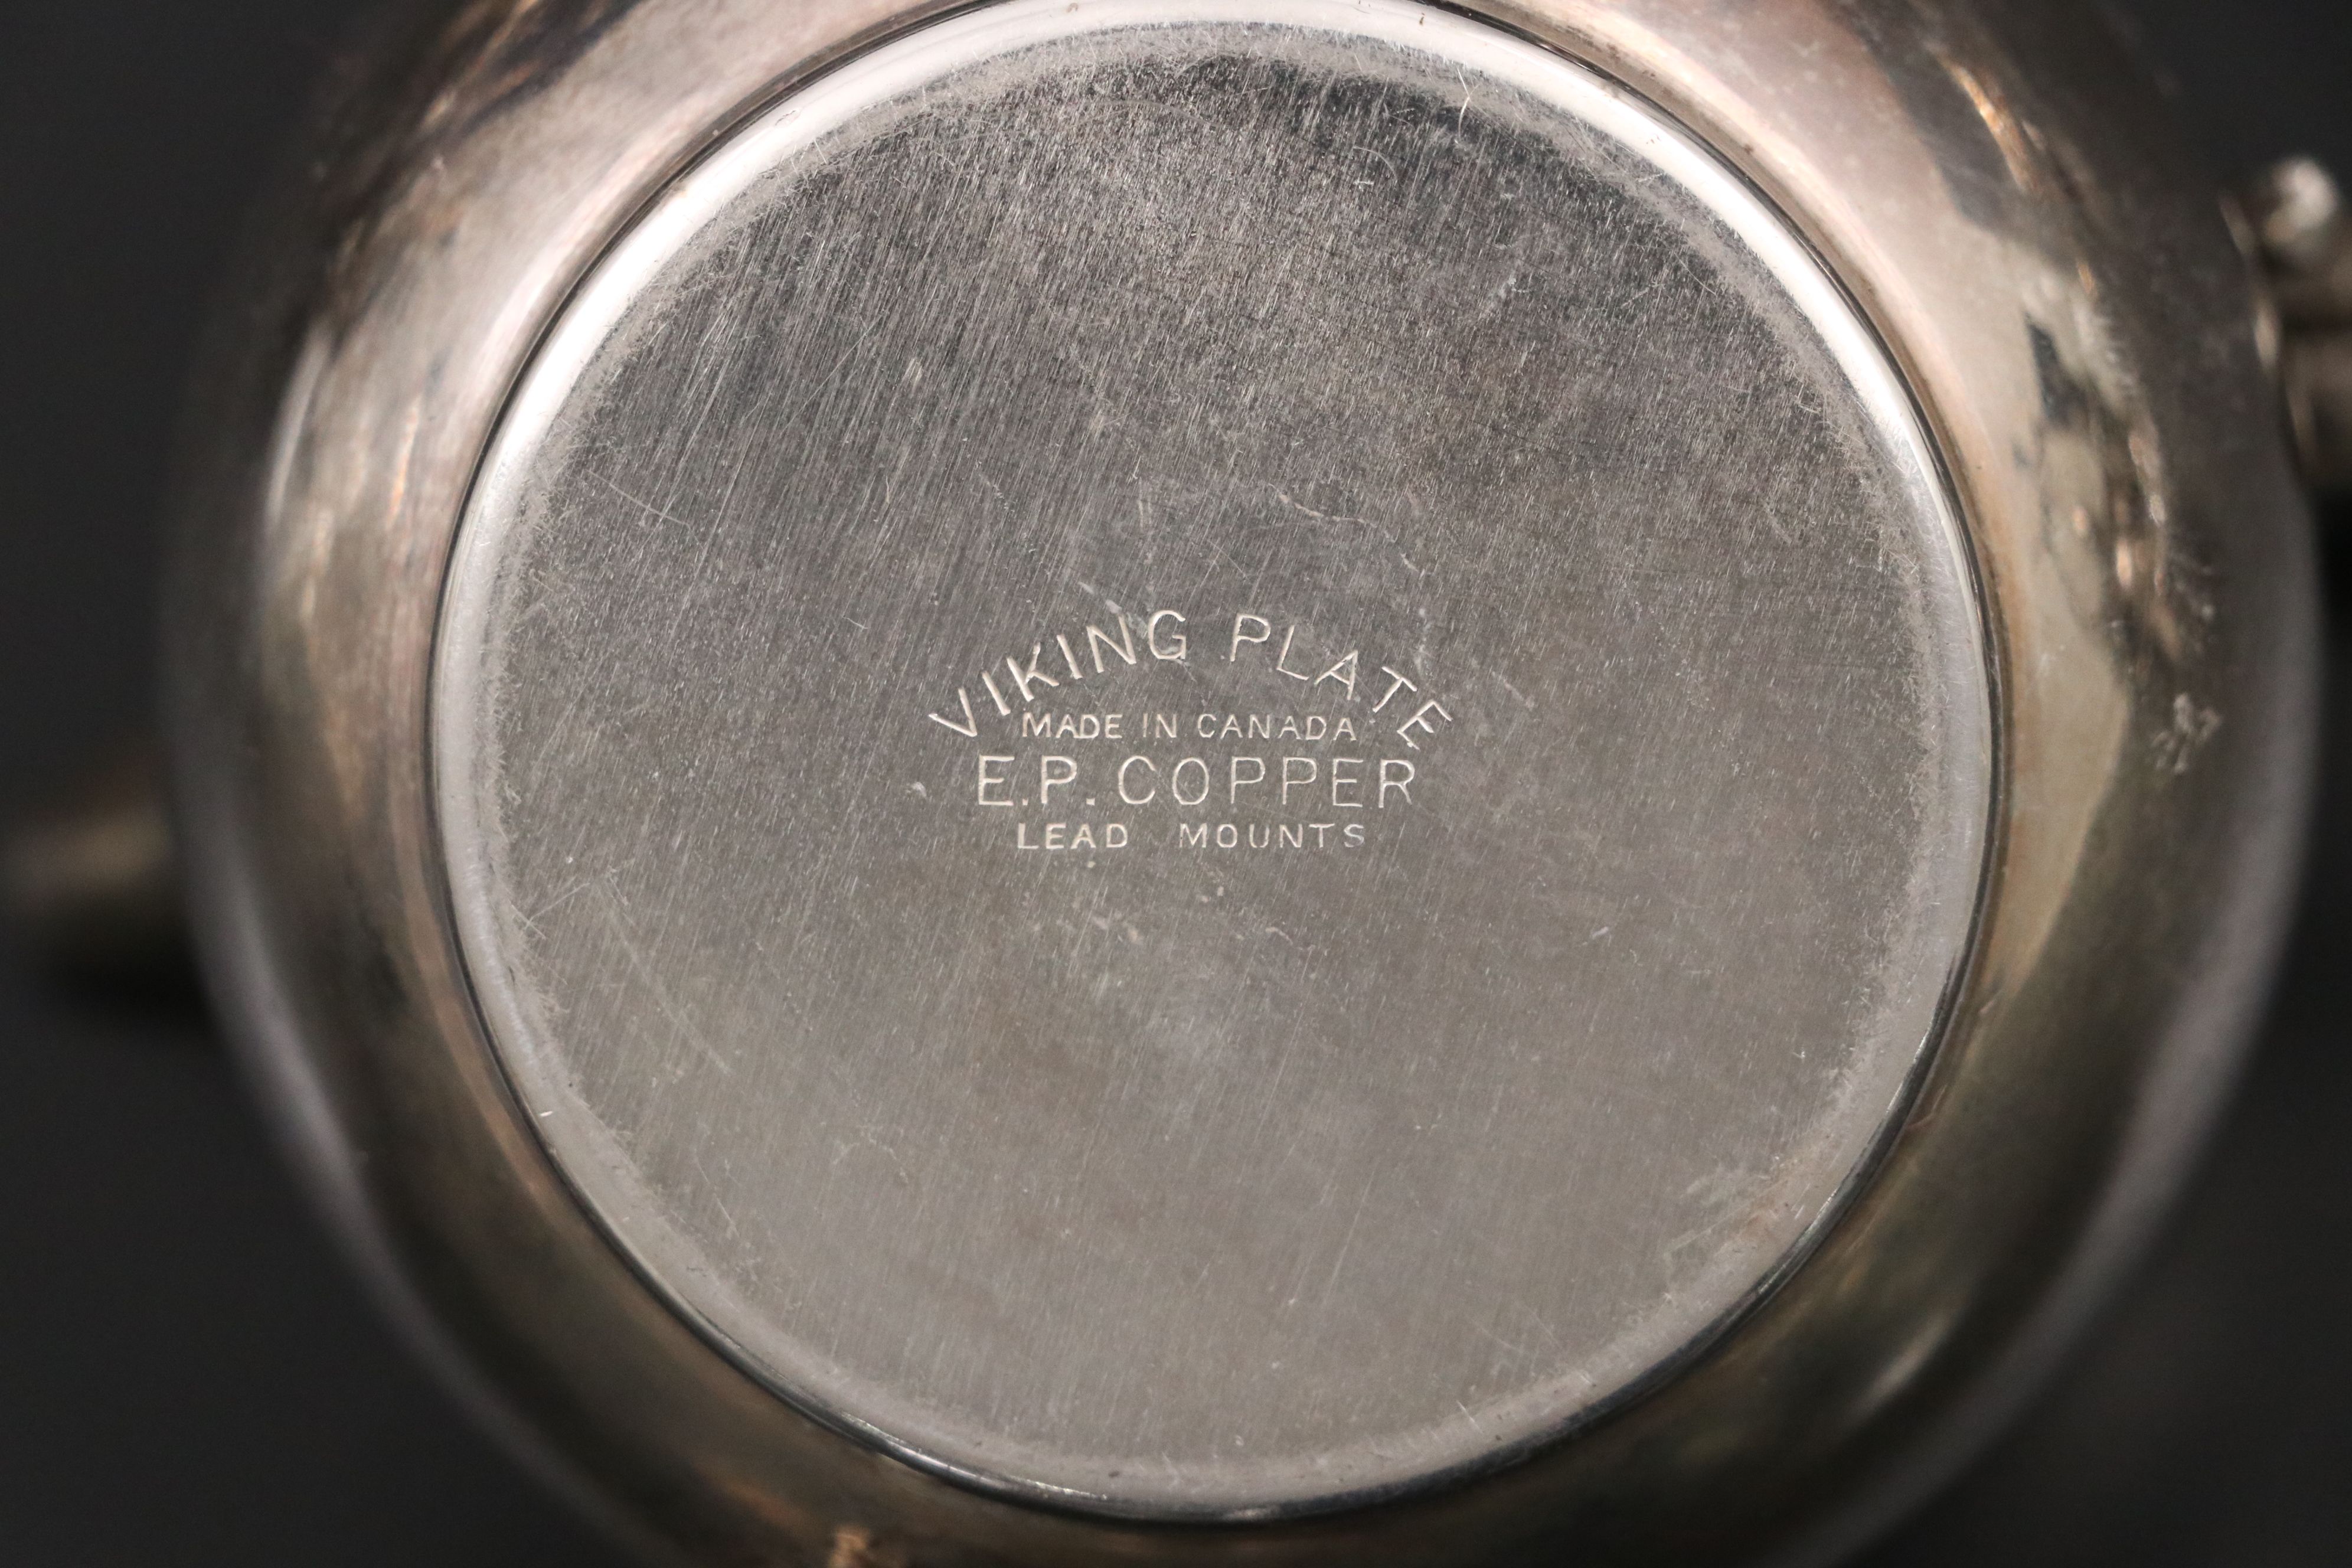 VIKING PLATE
MADE IN CANADA
E.P. COPPER
LEAD MOUNTS